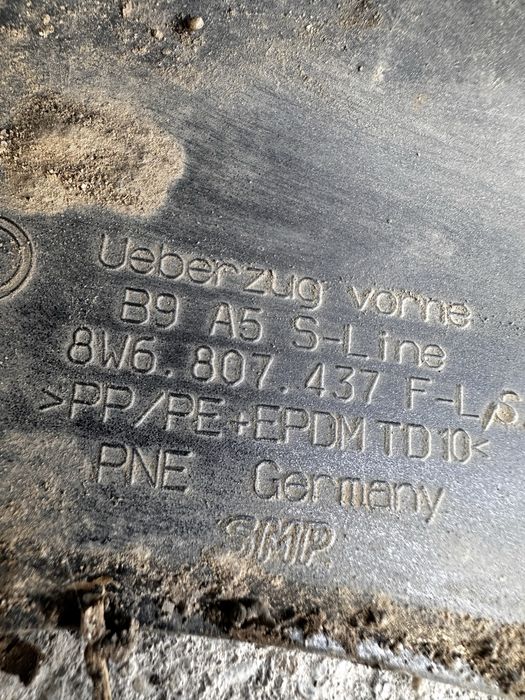 Ueberzug vorne
B9 A5 S-Line
8W6.807.437 F-L/S.
>PP/PE+EPDM TD10<
PNE Germany
SMP